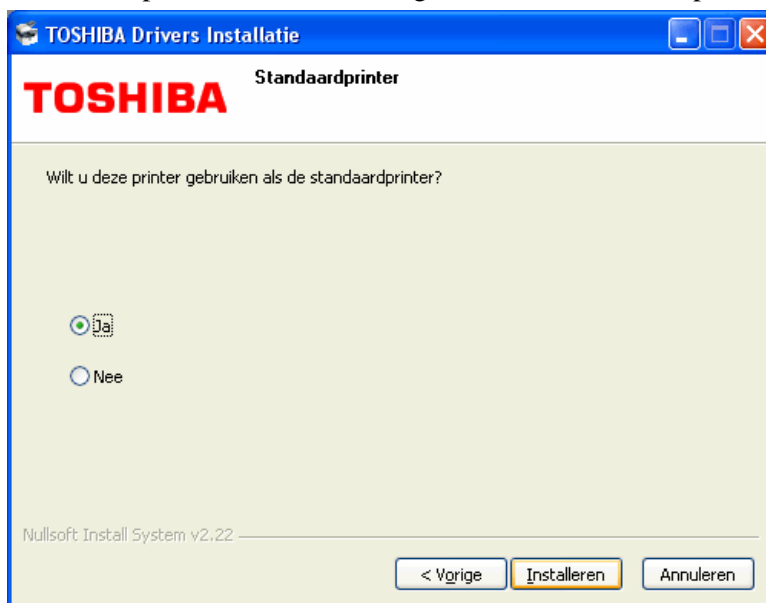 TOSHIBA Drivers Installatie
TOSHIBA
Standaardprinter
Wilt u deze printer gebruiken als de standaardprinter?
Ja
Nee
Nullsoft Install System v2.22
< Vorige
Installeren
Annuleren